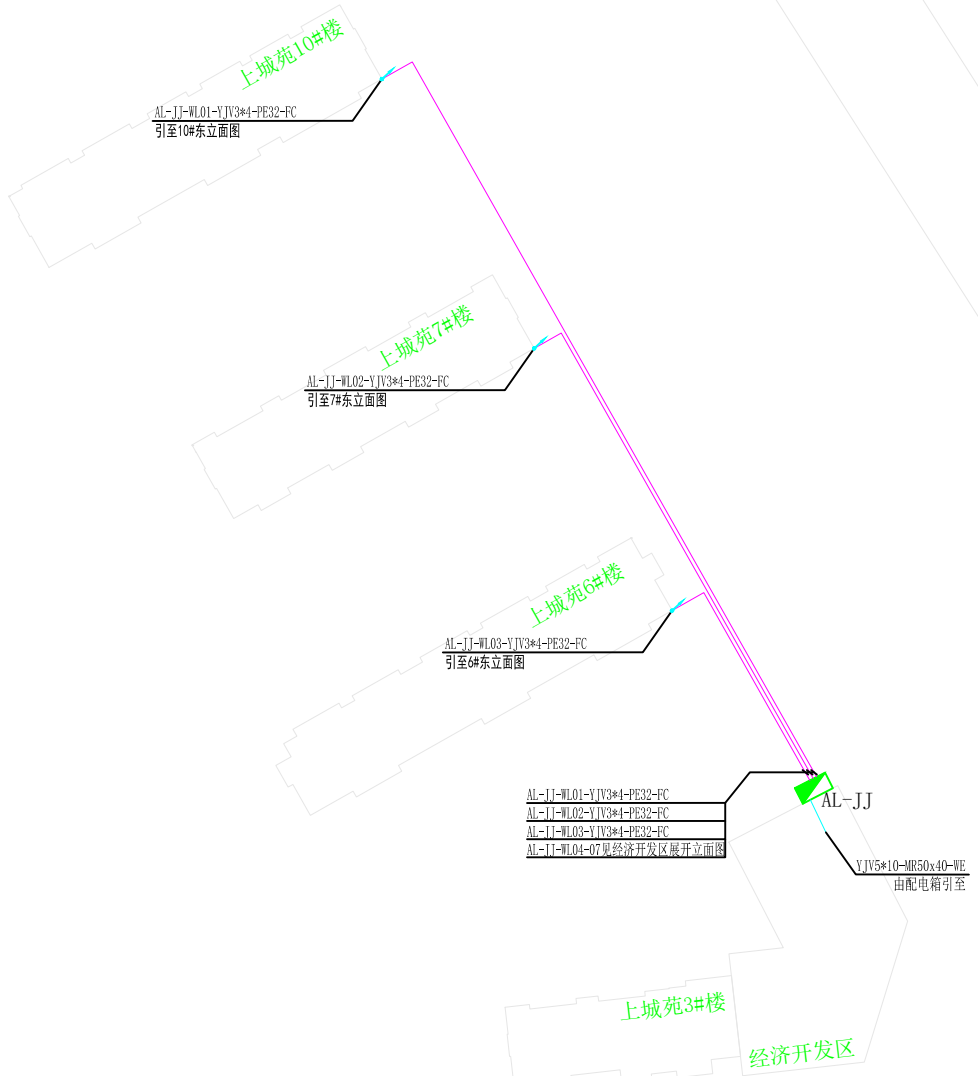 上城苑10#楼
AL-JJ-WL01-YJV3*4-PE32-FC
引至10#东立面图
上城苑7#楼
AL-JJ-WL02-YJV3*4-PE32-FC
引至7#东立面图
上城苑6#楼
AL-JJ-WL03-YJV3*4-PE32-FC
引至6#东立面图
AL-JJ-WL01-YJV3*4-PE32-FC
AL-JJ-WL02-YJV3*4-PE32-FC
AL-JJ-WL03-YJV3*4-PE32-FC
AL-JJ-WL04-07见经济开发区展开立面图
AL-JJ
YJV5*10-MR50x40-WE
由配电箱引至
上城苑3#楼
经济开发区